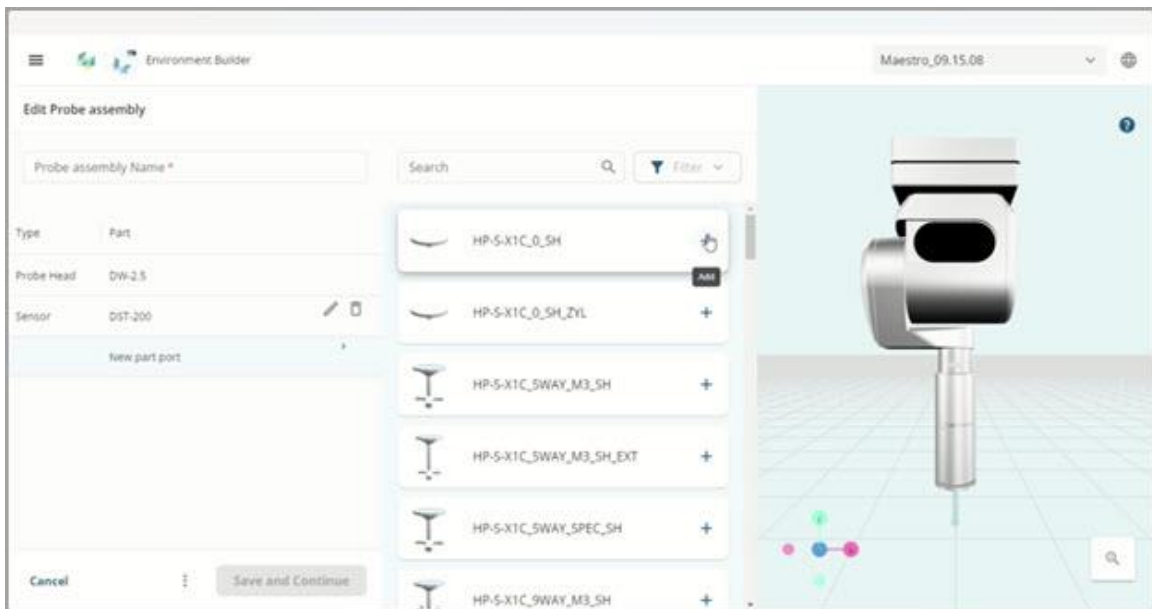 Environment Builder
Maestro_09.15.08
Edit Probe assembly
Probe assembly Name *
Search
Filter
Type Part
Probe Head DW-2.5
Sensor DST-200
New part port
HP-S-X1C_0_SH
Add
HP-S-X1C_0_SH_ZYL
HP-S-X1C_5WAY_M3_SH
HP-S-X1C_5WAY_M3_SH_EXT
HP-S-X1C_5WAY_SPEC_SH
HP-S-X1C_9WAY_M3_SH
Cancel
Save and Continue